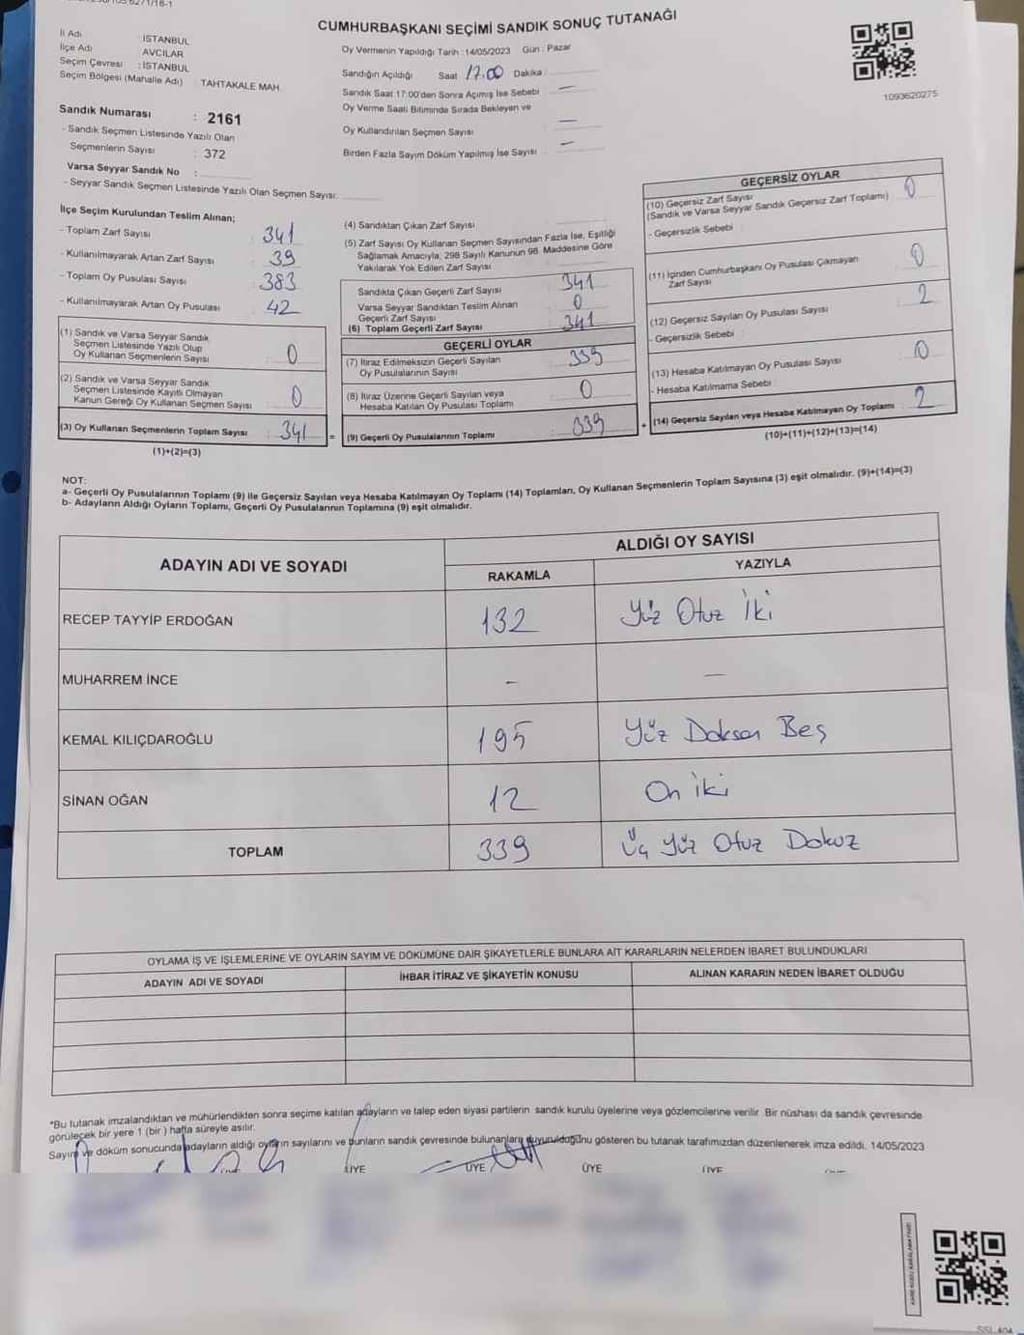 CUMHURBAŞKANI SEÇİMİ SANDIK SONUÇ TUTANAĞI
İl Adı : İSTANBUL
İlçe Adı AVCILAR
Seçim Çevresi : İSTANBUL
Seçim Bölgesi (Mahalle Adı) : TAHTAKALE MAH.
Sandık Numarası : 2161
- Sandık Seçmen Listesinde Yazılı Olan
Seçmenlerin Sayısı : 372
Varsa Seyyar Sandık No :
- Seyyar Sandık Seçmen Listesinde Yazılı Olan Seçmen Sayısı:
Oy Vermenin Yapıldığı Tarih : 14/05/2023 Gün : Pazar
Sandığın Açıldığı Saat 17.00 Dakika :
Sandık Saat 17:00'den Sonra Açımış İse Sebebi : —
Oy Verme Saati Bitiminde Sırada Bekleyen ve
Oy Kullandırılan Seçmen Sayısı : —
Birden Fazla Sayım Döküm Yapılmış İse Sayısı : —
1093620275
İlçe Seçim Kurulundan Teslim Alınan;
- Toplam Zarf Sayısı : 341
- Kullanılmayarak Artan Zarf Sayısı : 39
- Toplam Oy Pusulası Sayısı : 383
- Kullanılmayarak Artan Oy Pusulası : 42
(1) Sandık ve Varsa Seyyar Sandık
Seçmen Listesinde Yazılı Olup
Oy Kullanan Seçmenlerin Sayısı : 0
(2) Sandık ve Varsa Seyyar Sandık
Seçmen Listesinde Kayıtlı Olmayan
Kanun Gereği Oy Kullanan Seçmen Sayısı : 0
(3) Oy Kullanan Seçmenlerin Toplam Sayısı : 341
(1)+(2)=(3)
(4) Sandıktan Çıkan Zarf Sayısı :
(5) Zarf Sayısı Oy Kullanan Seçmen Sayısından Fazla İse, Eşitliği
Sağlamak Amacıyla, 298 Sayılı Kanunun 98. Maddesine Göre
Yakılarak Yok Edilen Zarf Sayısı :
Sandıkta Çıkan Geçerli Zarf Sayısı : 341
Varsa Seyyar Sandıktan Teslim Alınan
Geçerli Zarf Sayısı : 0
(6) Toplam Geçerli Zarf Sayısı : 341
GEÇERLİ OYLAR
(7) İtiraz Edilmeksizin Geçerli Sayılan
Oy Pusulalarının Sayısı : 339
(8) İtiraz Üzerine Geçerli Sayılan veya
Hesaba Katılan Oy Pusulası Toplamı : 0
= (9) Geçerli Oy Pusulalarının Toplamı : 339
GEÇERSİZ OYLAR
(10) Geçersiz Zarf Sayısı
(Sandık ve Varsa Seyyar Sandık Geçersiz Zarf Toplamı) : 0
- Geçersizlik Sebebi :
(11) İçinden Cumhurbaşkanı Oy Pusulası Çıkmayan
Zarf Sayısı : 0
(12) Geçersiz Sayılan Oy Pusulası Sayısı : 2
- Geçersizlik Sebebi :
(13) Hesaba Katılmayan Oy Pusulası Sayısı : 0
- Hesaba Katılmama Sebebi :
+ (14) Geçersiz Sayılan veya Hesaba Katılmayan Oy Toplamı : 2
(10)+(11)+(12)+(13)=(14)
NOT:
a- Geçerli Oy Pusulalarının Toplamı (9) ile Geçersiz Sayılan veya Hesaba Katılmayan Oy Toplamı (14) Toplamları, Oy Kullanan Seçmenlerin Toplam Sayısına (3) eşit olmalıdır. (9)+(14)=(3)
b- Adayların Aldığı Oyların Toplamı, Geçerli Oy Pusulalarının Toplamına (9) eşit olmalıdır.
ADAYIN ADI VE SOYADI ALDIĞI OY SAYISI
RAKAMLA YAZIYLA
RECEP TAYYİP ERDOĞAN 132 Yüz Otuz İki
MUHARREM İNCE – —
KEMAL KILIÇDAROĞLU 195 Yüz Doksan Beş
SİNAN OĞAN 12 On iki
TOPLAM 339 Üç Yüz Otuz Dokuz
OYLAMA İŞ VE İŞLEMLERİNE VE OYLARIN SAYIM VE DÖKÜMÜNE DAİR ŞİKAYETLERLE BUNLARA AİT KARARLARIN NELERDEN İBARET BULUNDUKLARI
ADAYIN ADI VE SOYADI İHBAR İTİRAZ VE ŞİKAYETİN KONUSU ALINAN KARARIN NEDEN İBARET OLDUĞU
*Bu tutanak imzalandıktan ve mühürlendikten sonra seçime katılan adayların ve talep eden siyasi partilerin sandık kurulu üyelerine veya gözlemcilerine verilir. Bir nüshası da sandık çevresinde
görülecek bir yere 1 (bir) hafta süreyle asılır.
Sayım ve döküm sonucunda adayların aldığı oyların sayılarını ve bunların sandık çevresinde bulunanlara duyurulduğunu gösteren bu tutanak tarafımızdan düzenlenerek imza edildi. 14/05/2023
ÜYE ÜYE ÜYE ÜYE